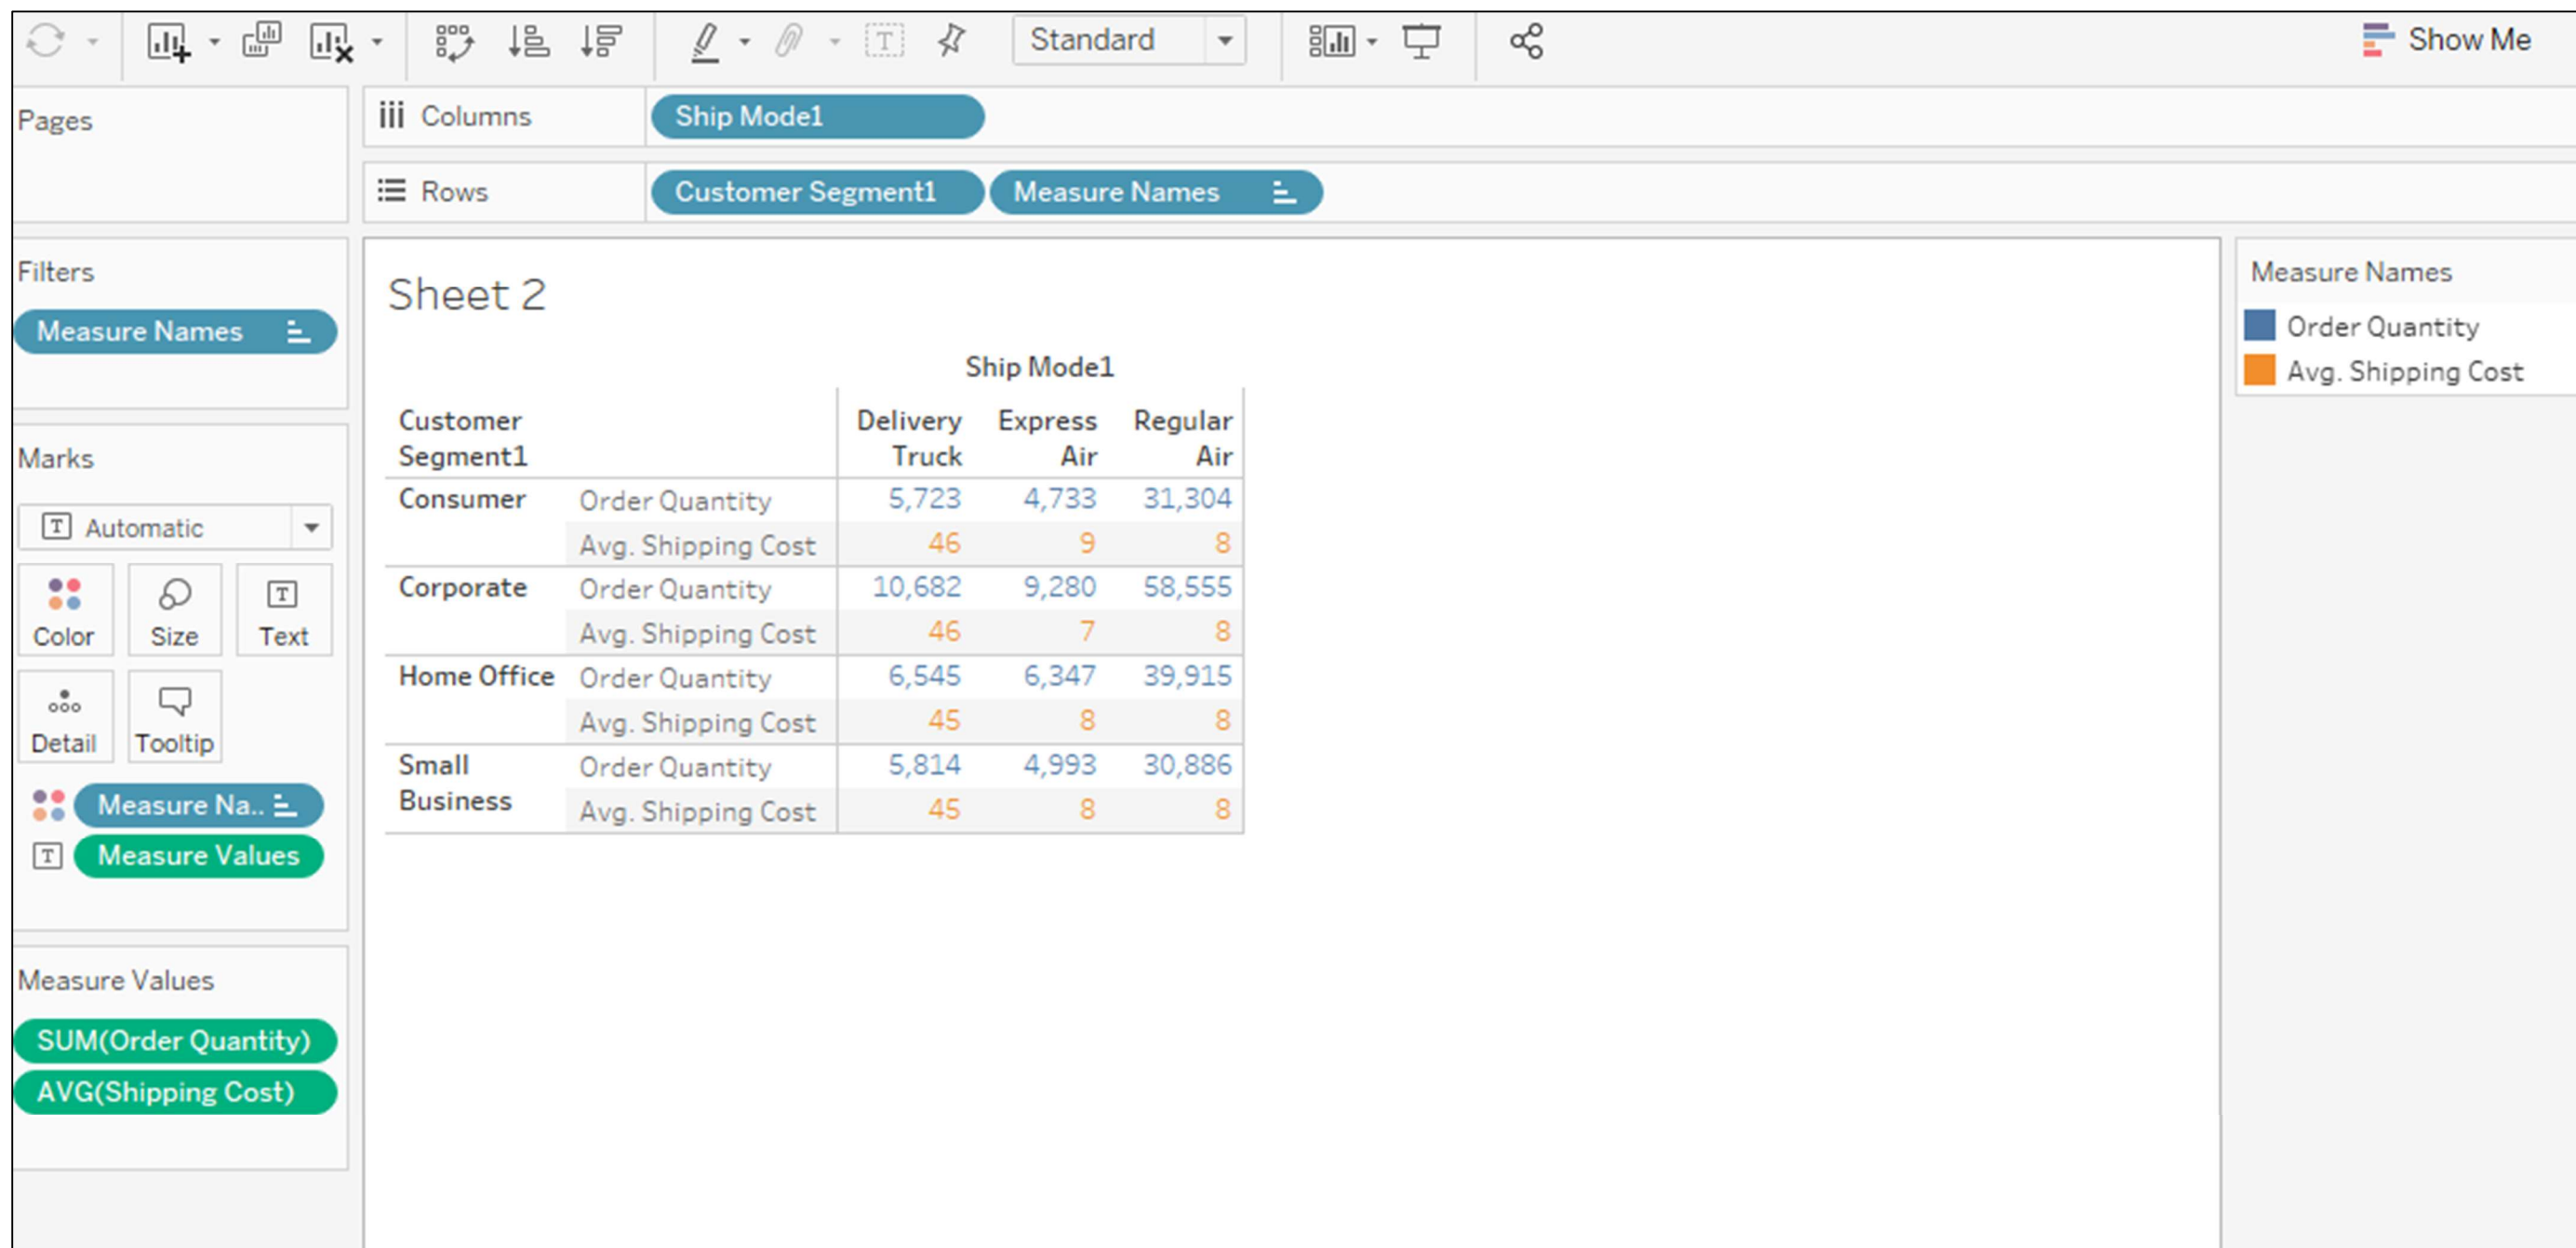 Standard Show Me
Pages
Columns Ship Mode1
Rows Customer Segment1 Measure Names
Filters
Measure Names
Marks
T Automatic
Color Size T Text
Detail Tooltip
Measure Na..
T Measure Values
Measure Values
SUM(Order Quantity)
AVG(Shipping Cost)
Sheet 2
Ship Mode1
Customer Delivery Express Regular
Segment1 Truck Air Air
Consumer Order Quantity 5,723 4,733 31,304
Avg. Shipping Cost 46 9 8
Corporate Order Quantity 10,682 9,280 58,555
Avg. Shipping Cost 46 7 8
Home Office Order Quantity 6,545 6,347 39,915
Avg. Shipping Cost 45 8 8
Small Order Quantity 5,814 4,993 30,886
Business Avg. Shipping Cost 45 8 8
Measure Names
Order Quantity
Avg. Shipping Cost